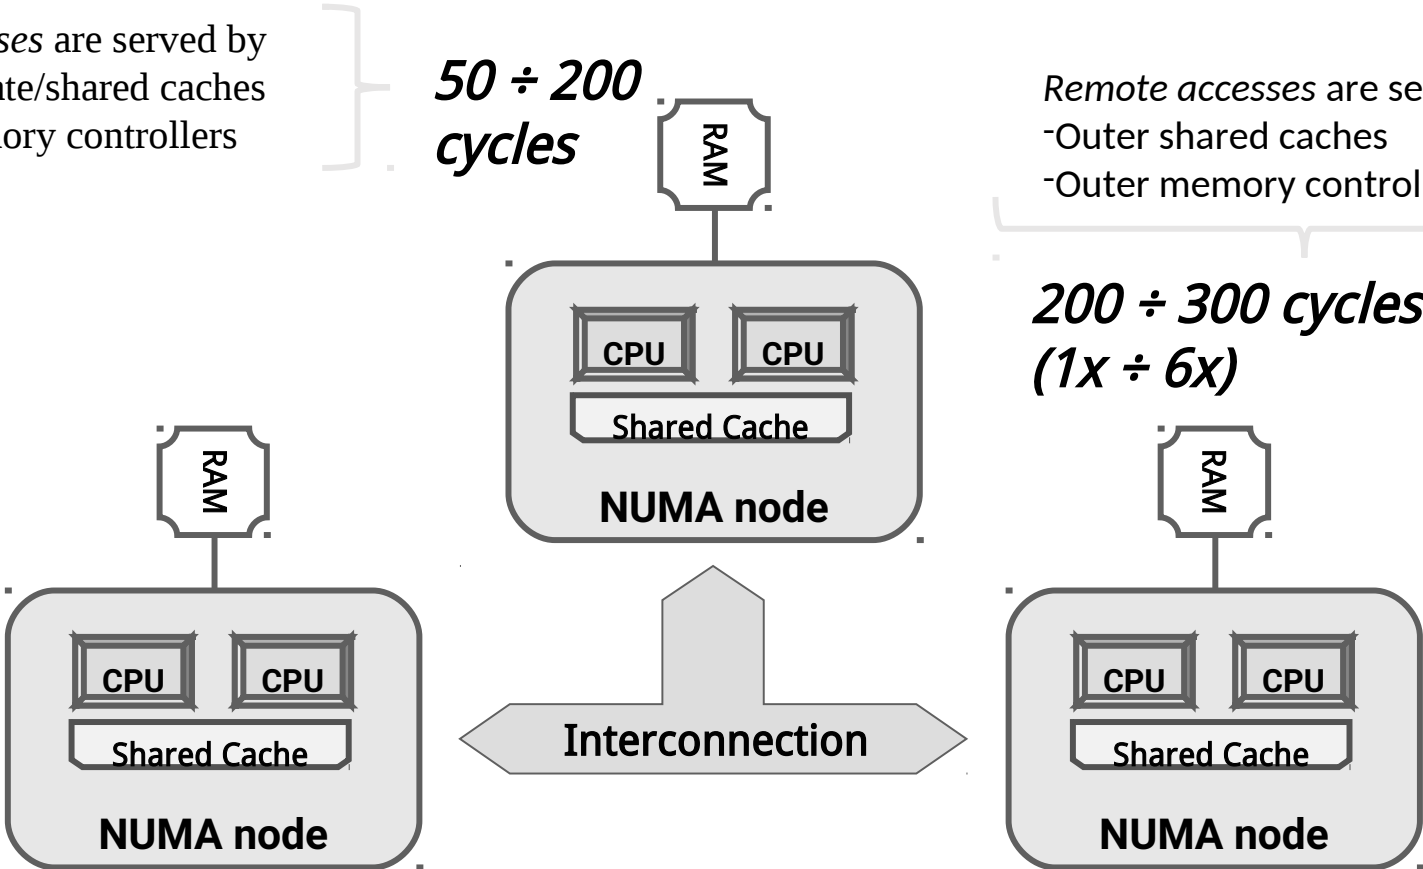 ses are served by
ate/shared caches
ory controllers
50 ÷ 200
cycles
Remote accesses are se
-Outer shared caches
-Outer memory control
200 ÷ 300 cycles
(1x ÷ 6x)
RAM
CPU CPU
Shared Cache
NUMA node
RAM
CPU CPU
Shared Cache
NUMA node
RAM
CPU CPU
Shared Cache
NUMA node
Interconnection